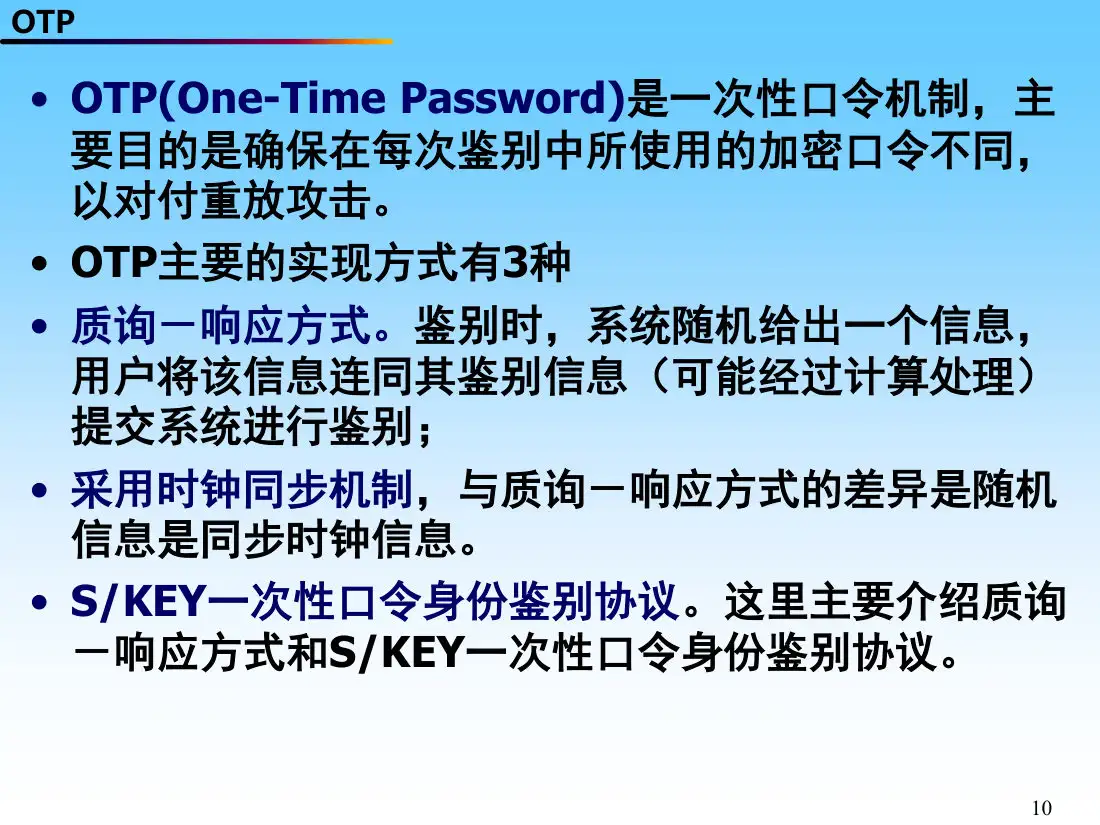 OTP
• OTP(One-Time Password)是一次性口令机制，主
要目的是确保在每次鉴别中所使用的加密口令不同，
以对付重放攻击。
• OTP主要的实现方式有3种
• 质询－响应方式。鉴别时，系统随机给出一个信息，
用户将该信息连同其鉴别信息（可能经过计算处理）
提交系统进行鉴别；
• 采用时钟同步机制，与质询－响应方式的差异是随机
信息是同步时钟信息。
• S/KEY一次性口令身份鉴别协议。这里主要介绍质询
－响应方式和S/KEY一次性口令身份鉴别协议。
10